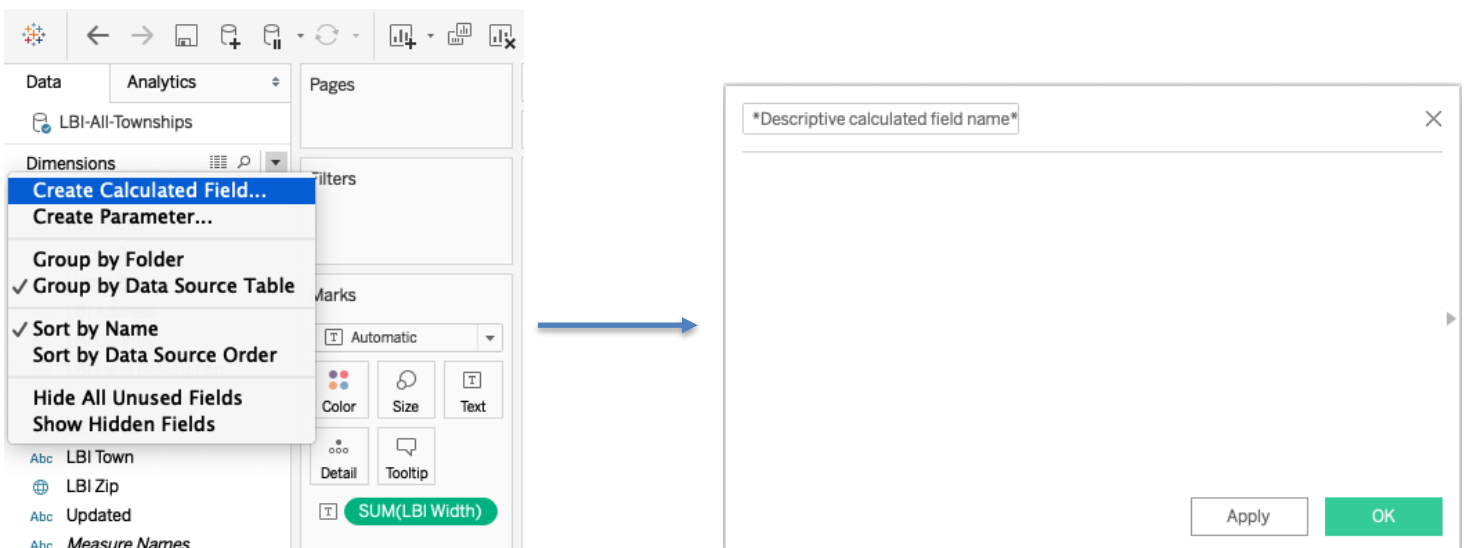 Data Analytics
LBI-All-Townships
Dimensions
Create Calculated Field...
Create Parameter...
Group by Folder
✓ Group by Data Source Table
✓ Sort by Name
Sort by Data Source Order
Hide All Unused Fields
Show Hidden Fields
Abc LBI Town
LBI Zip
Abc Updated
Abc Measure Names
Pages
Filters
Marks
T Automatic
Color Size T Text
Detail Tooltip
T SUM(LBI Width)
*Descriptive calculated field name*
Apply OK